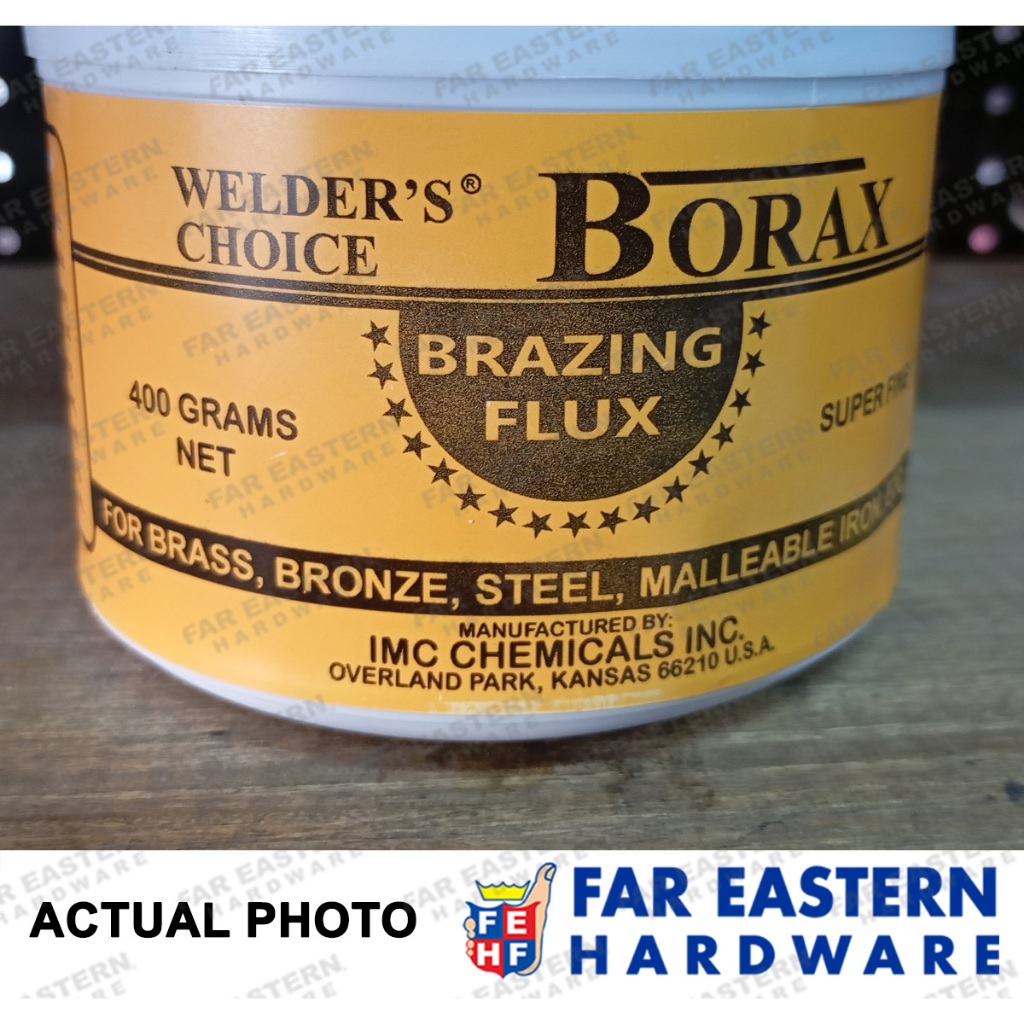 WELDER'S®
CHOICE
BORAX
BRAZING
FLUX
400 GRAMS
NET
SUPER FINE
FOR BRASS, BRONZE, STEEL, MALLEABLE IRON
MANUFACTURED BY:
IMC CHEMICALS INC.
OVERLAND PARK, KANSAS 66210 U.S.A.
ACTUAL PHOTO
FE
HF
FAR EASTERN
HARDWARE